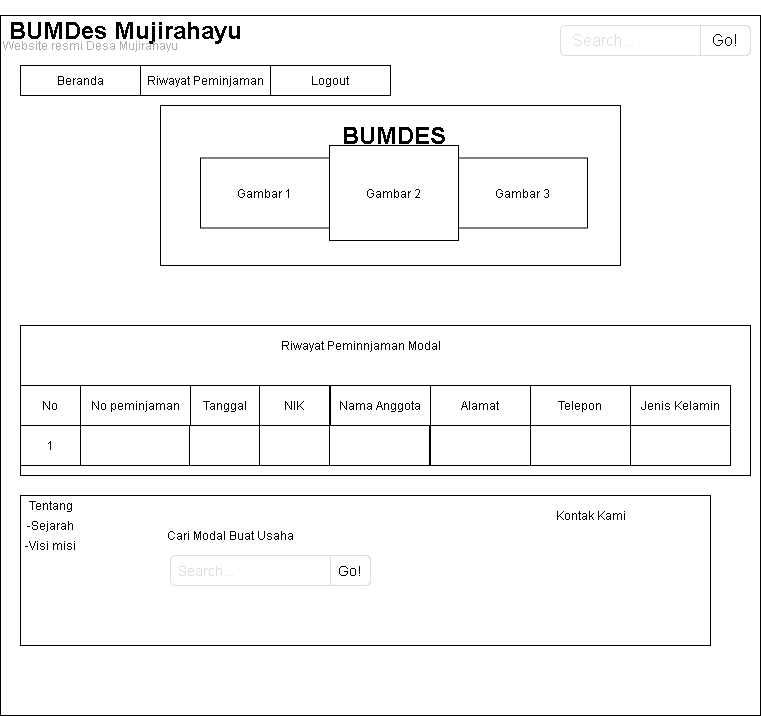 BUMDes Mujirahayu
Website resmi Desa Mujirahayu
Search... Go!
Beranda Riwayat Peminjaman Logout
BUMDES
Gambar 1 Gambar 2 Gambar 3
Riwayat Peminnjaman Modal
No No peminjaman Tanggal NIK Nama Anggota Alamat Telepon Jenis Kelamin
1
Tentang
-Sejarah
-Visi misi
Cari Modal Buat Usaha
Search... Go!
Kontak Kami